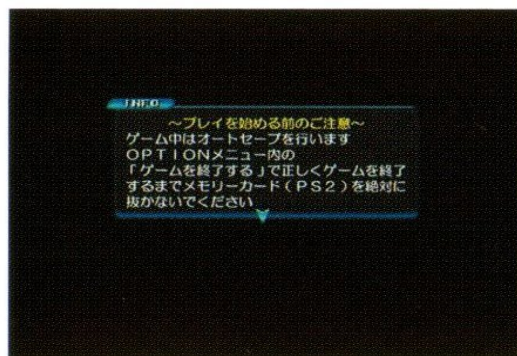 INFO
～プレイを始める前のご注意～
ゲーム中はオートセーブを行います
OPTIONメニュー内の
「ゲームを終了する」で正しくゲームを終了
するまでメモリーカード(PS2)を絶対に
抜かないでください